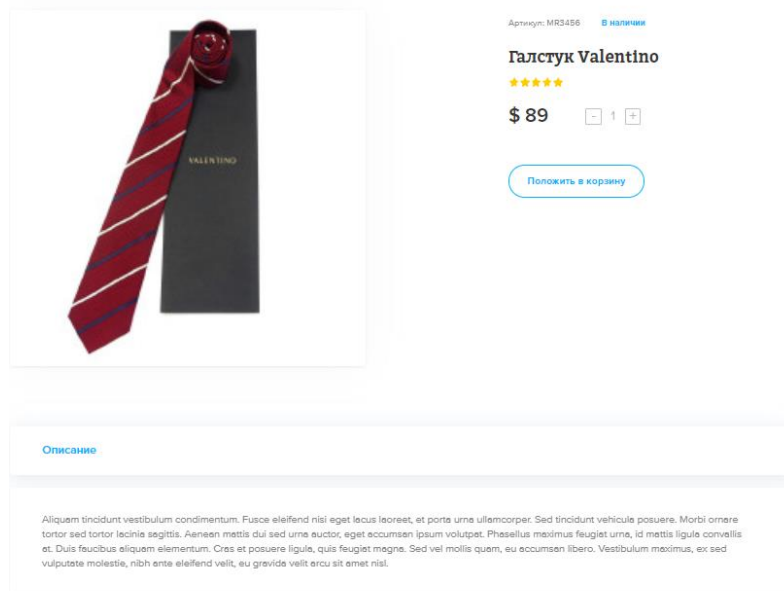 Артикул: MR3456 В наличии
Галстук Valentino
$ 89 - 1 +
VALENTINO
Положить в корзину
Описание
Aliquam tincidunt vestibulum condimentum. Fusce eleifend nisi eget lacus laoreet, et porta urna ullamcorper. Sed tincidunt vehicula posuere. Morbi ornare
tortor sed tortor lacinia sagittis. Aenean mattis dui sed urna auctor, eget accumsan ipsum volutpat. Phasellus maximus feugiat urna, id mattis ligula convallis
at. Duis faucibus aliquam elementum. Cras et posuere ligula, quis feugiat magna. Sed vel mollis quam, eu accumsan libero. Vestibulum maximus, ex sed
vulputate molestie, nibh ante eleifend velit, eu gravida velit arcu sit amet nisl.